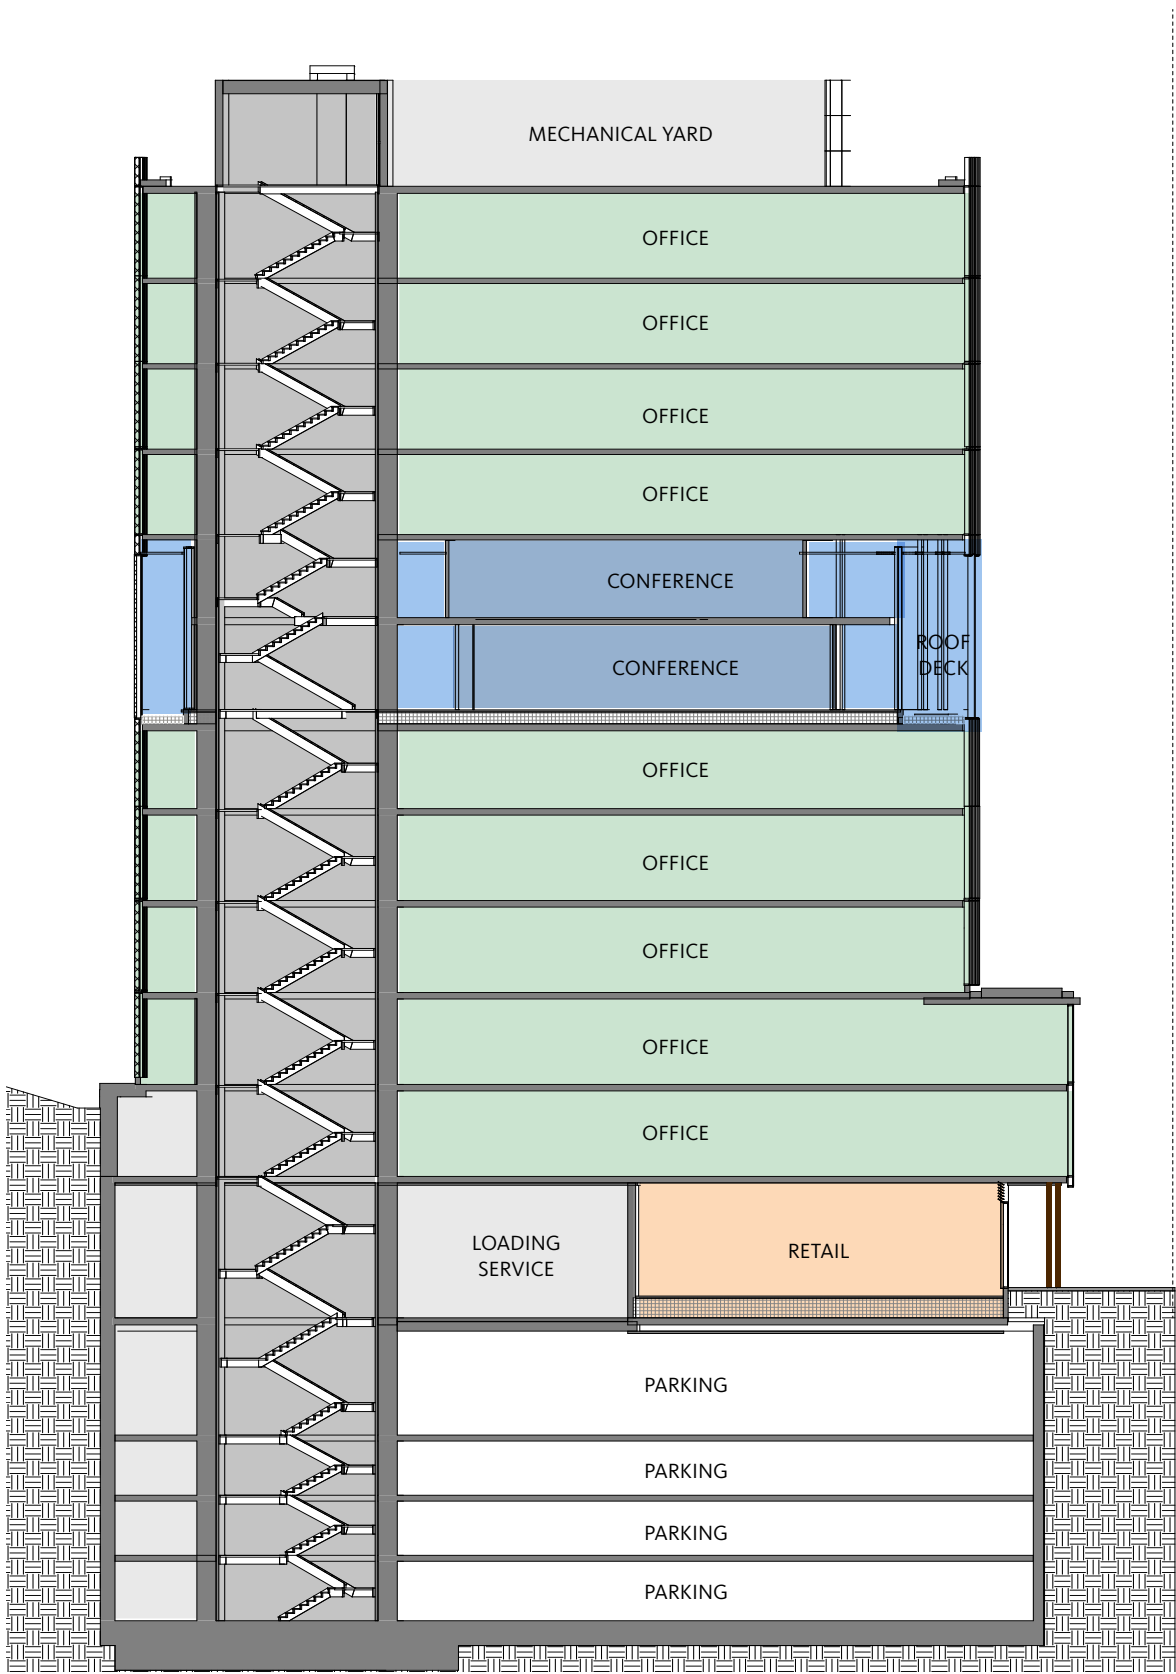 MECHANICAL YARD
OFFICE
OFFICE
OFFICE
OFFICE
CONFERENCE
ROOF
DECK
CONFERENCE
OFFICE
OFFICE
OFFICE
OFFICE
OFFICE
LOADING
SERVICE
RETAIL
PARKING
PARKING
PARKING
PARKING